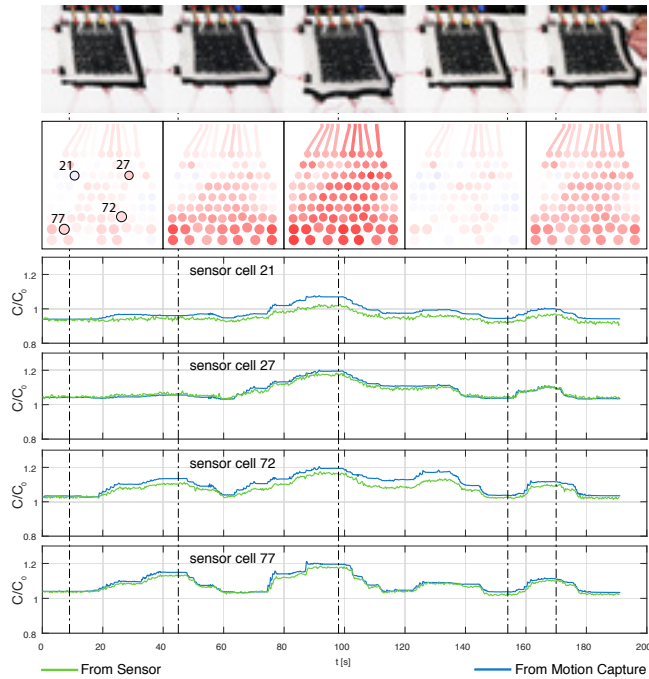 21
27
72
77
sensor cell 21
1.2
1
0.8
C/C0
sensor cell 27
1.2
1
0.8
C/C0
sensor cell 72
1.2
1
0.8
C/C0
sensor cell 77
1.2
1
0.8
C/C0
0 20 40 60 80 100 120 140 160 180 200
t [s]
From Sensor From Motion Capture